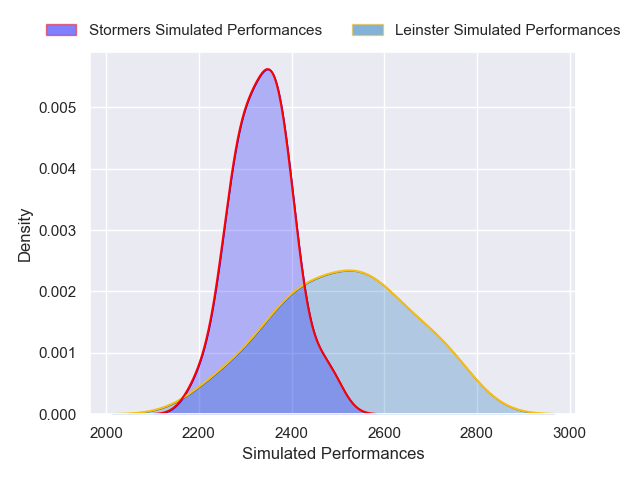 Stormers Simulated Performances Leinster Simulated Performances
0.005
0.004
0.003
0.002
0.001
0.000
Density
2000 2200 2400 2600 2800 3000
Simulated Performances